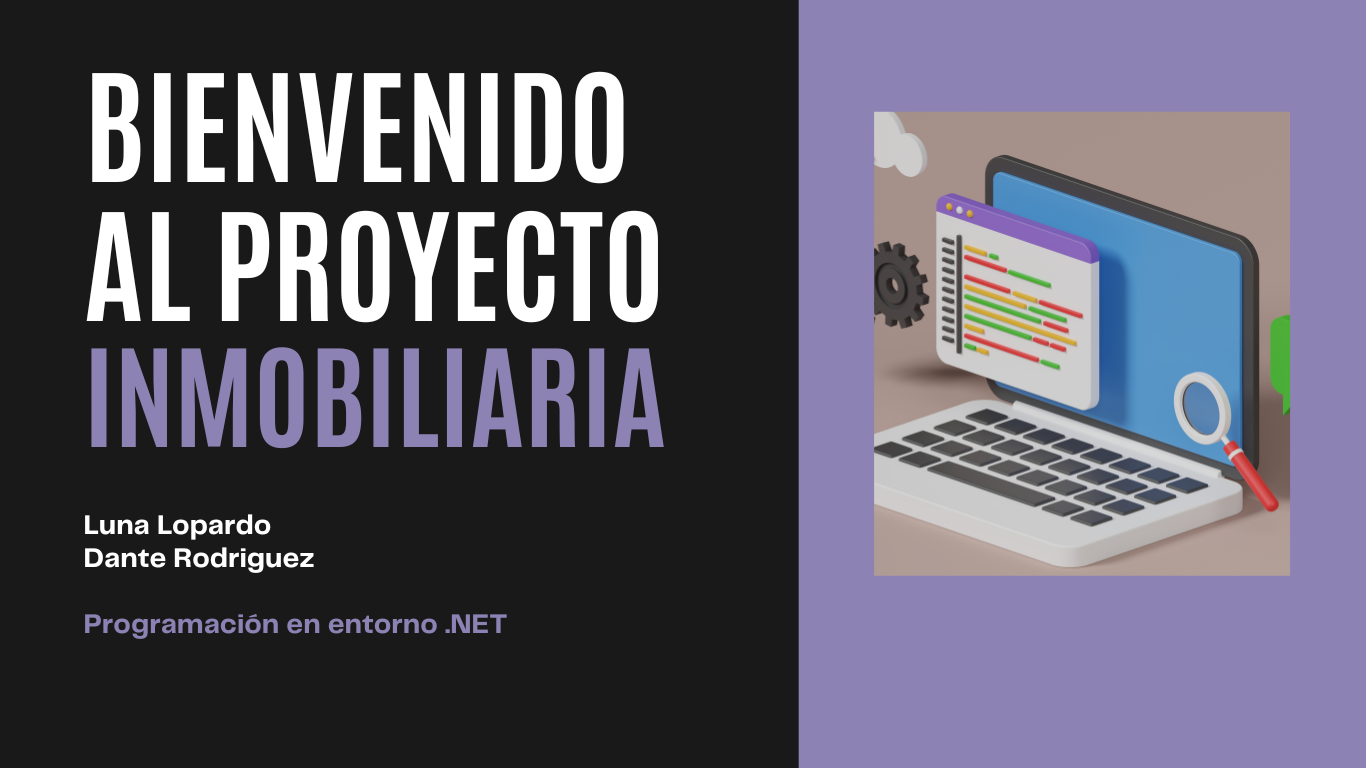 BIENVENIDO
AL PROYECTO
INMOBILIARIA
Luna Lopardo
Dante Rodriguez
Programación en entorno .NET